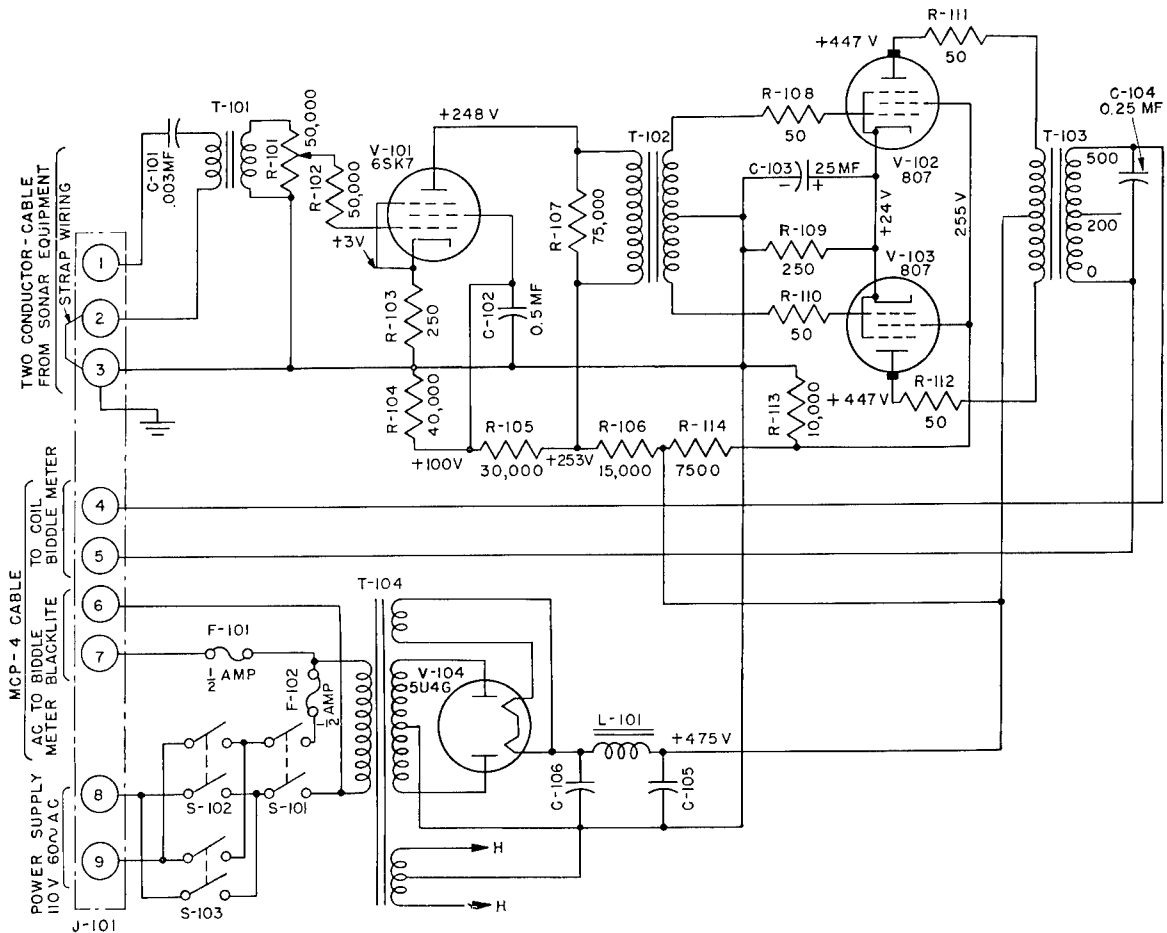 R-111
50
+447 V
C-104
0.25 MF
T-101
50,000
R-101
C-101
.003MF
R-102
50,000
V-101
6SK7
+248 V
T-102
R-108
50
C-103
25 MF
-
+
V-102
807
+24V
255V
T-103
500
200
0
R-107
75,000
R-109
250
V-103
807
R-110
50
+3V
R-103
250
C-102
0.5 MF
R-104
40,000
R-113
10,000
+447V
R-112
50
+100V
R-105
30,000
+253V
R-106
15,000
R-114
7500
TWO CONDUCTOR-CABLE
FROM SONAR EQUIPMENT
STRAP WIRING
1
2
3
4
5
6
7
8
9
MCP-4 CABLE
TO COIL
BIDDLE METER
AC TO BIDDLE
METER BLACKLITE
POWER SUPPLY
110V 60~AC
J-101
F-101
1/2 AMP
F-102
1/2 AMP
S-102
S-101
S-103
T-104
V-104
5U4G
L-101
+475 V
C-106
C-105
H
H